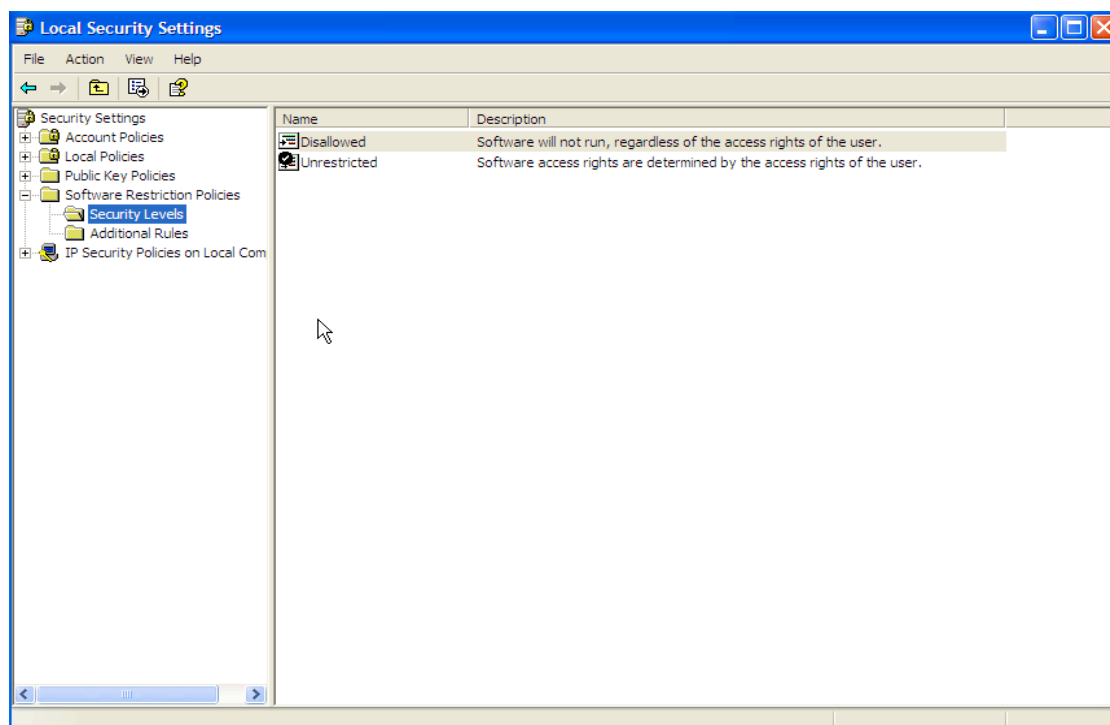 Local Security Settings
File Action View Help
Security Settings
Account Policies
Local Policies
Public Key Policies
Software Restriction Policies
Security Levels
Additional Rules
IP Security Policies on Local Com
Name Description
Disallowed Software will not run, regardless of the access rights of the user.
Unrestricted Software access rights are determined by the access rights of the user.